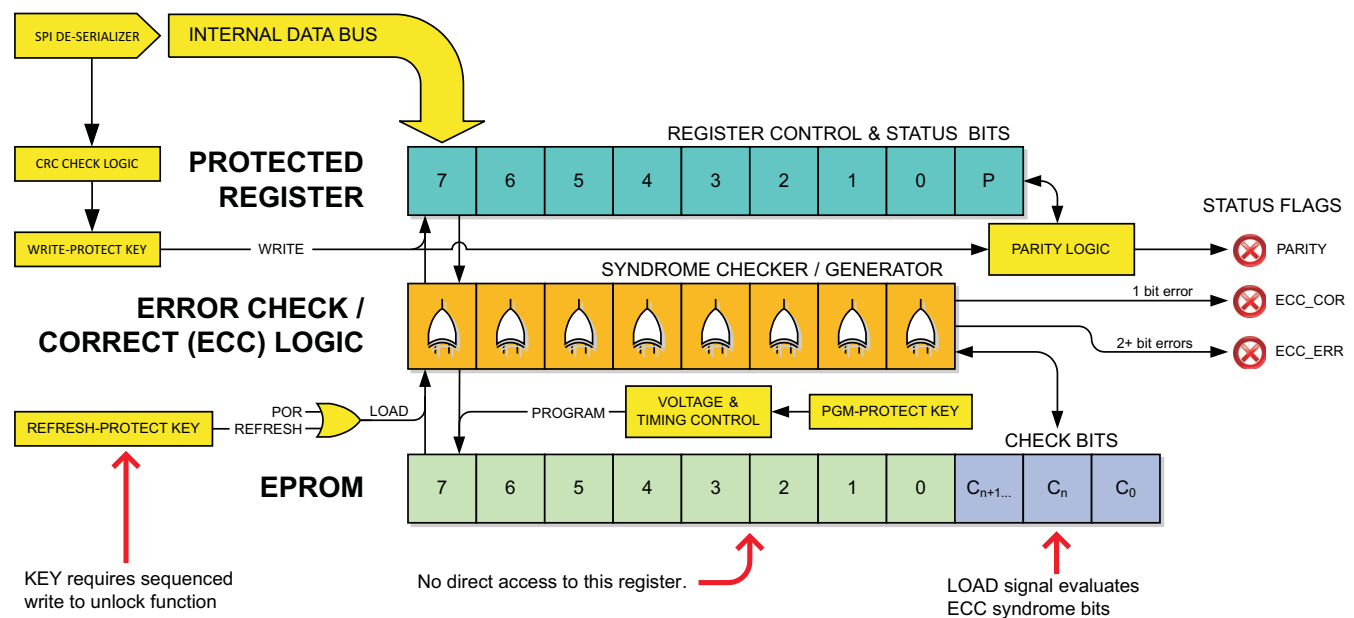 SPI DE-SERIALIZER
INTERNAL DATA BUS
REGISTER CONTROL & STATUS BITS
CRC CHECK LOGIC
PROTECTED
REGISTER
7 6 5 4 3 2 1 0 P
STATUS FLAGS
WRITE-PROTECT KEY
WRITE
PARITY LOGIC
PARITY
SYNDROME CHECKER / GENERATOR
ERROR CHECK /
CORRECT (ECC) LOGIC
1 bit error
ECC_COR
2+ bit errors
ECC_ERR
REFRESH-PROTECT KEY
POR
REFRESH
LOAD
PROGRAM
VOLTAGE &
TIMING CONTROL
PGM-PROTECT KEY
CHECK BITS
EPROM
7 6 5 4 3 2 1 0 Cn+1... Cn C0
KEY requires sequenced
write to unlock function
No direct access to this register.
LOAD signal evaluates
ECC syndrome bits